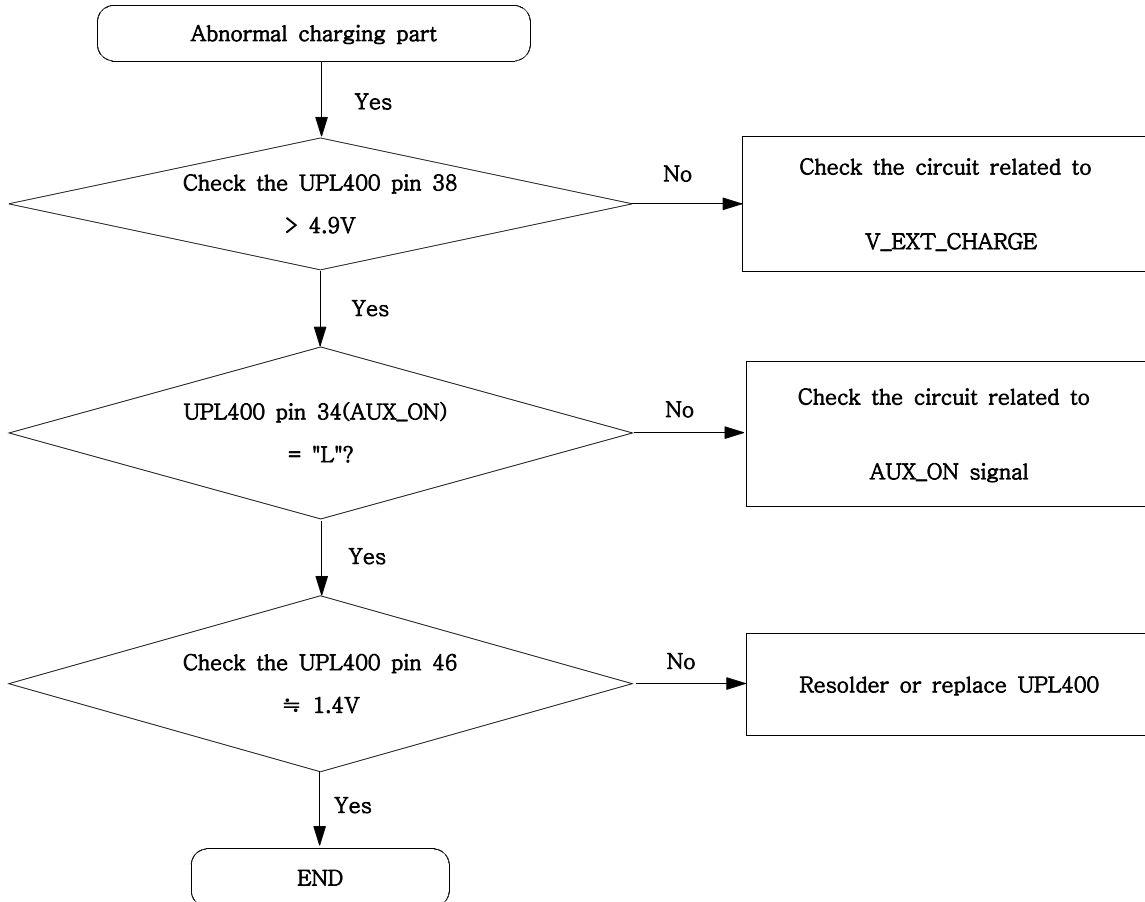 Abnormal charging part
Yes
Check the UPL400 pin 38
> 4.9V
No
Check the circuit related to
V_EXT_CHARGE
Yes
UPL400 pin 34(AUX_ON)
= "L"?
No
Check the circuit related to
AUX_ON signal
Yes
Check the UPL400 pin 46
≒ 1.4V
No
Resolder or replace UPL400
Yes
END